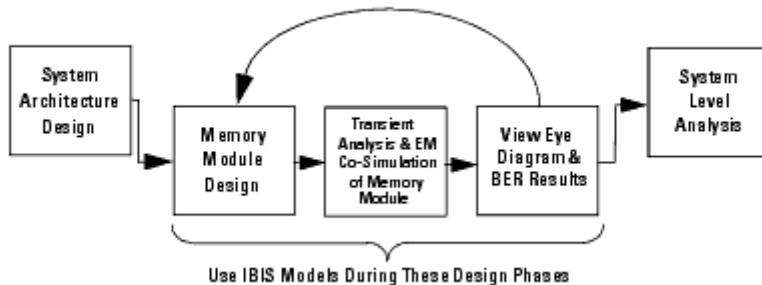 System
Architecture
Design
Memory
Module
Design
Transient
Analysis & EM
Co-Simulation
of Memory
Module
View Eye
Diagram &
BER Results
System
Level
Analysis
Use IBIS Models During These Design Phases